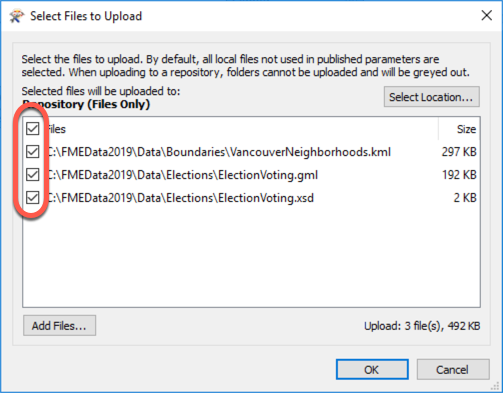 Select Files to Upload
Select the files to upload. By default, all local files not used in published parameters are
selected. When uploading to a repository, folders cannot be uploaded and will be greyed out.
Selected files will be uploaded to:
Repository (Files Only)
Select Location...
Files Size
C:\FMEData2019\Data\Boundaries\VancouverNeighborhoods.kml 297 KB
C:\FMEData2019\Data\Elections\ElectionVoting.gml 192 KB
C:\FMEData2019\Data\Elections\ElectionVoting.xsd 2 KB
Add Files...
Upload: 3 file(s), 492 KB
OK
Cancel